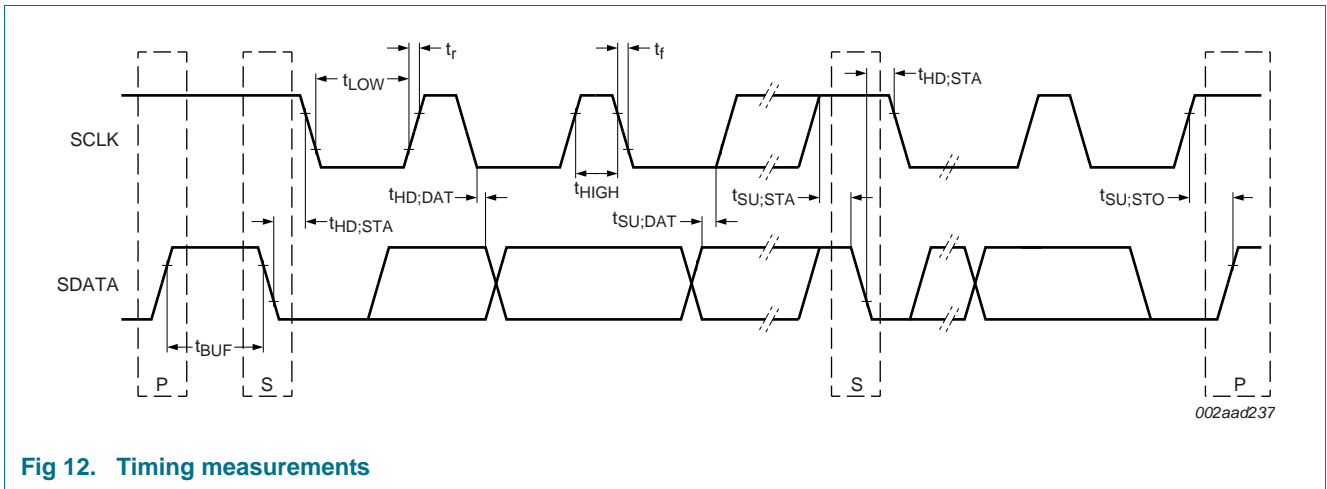 tr
tf
tHD;STA
tLOW
SCLK
tHD;DAT
tHIGH
tSU;STA
tSU;STO
tHD;STA
tSU;DAT
SDATA
tBUF
P
S
S
P
002aad237
Fig 12. Timing measurements